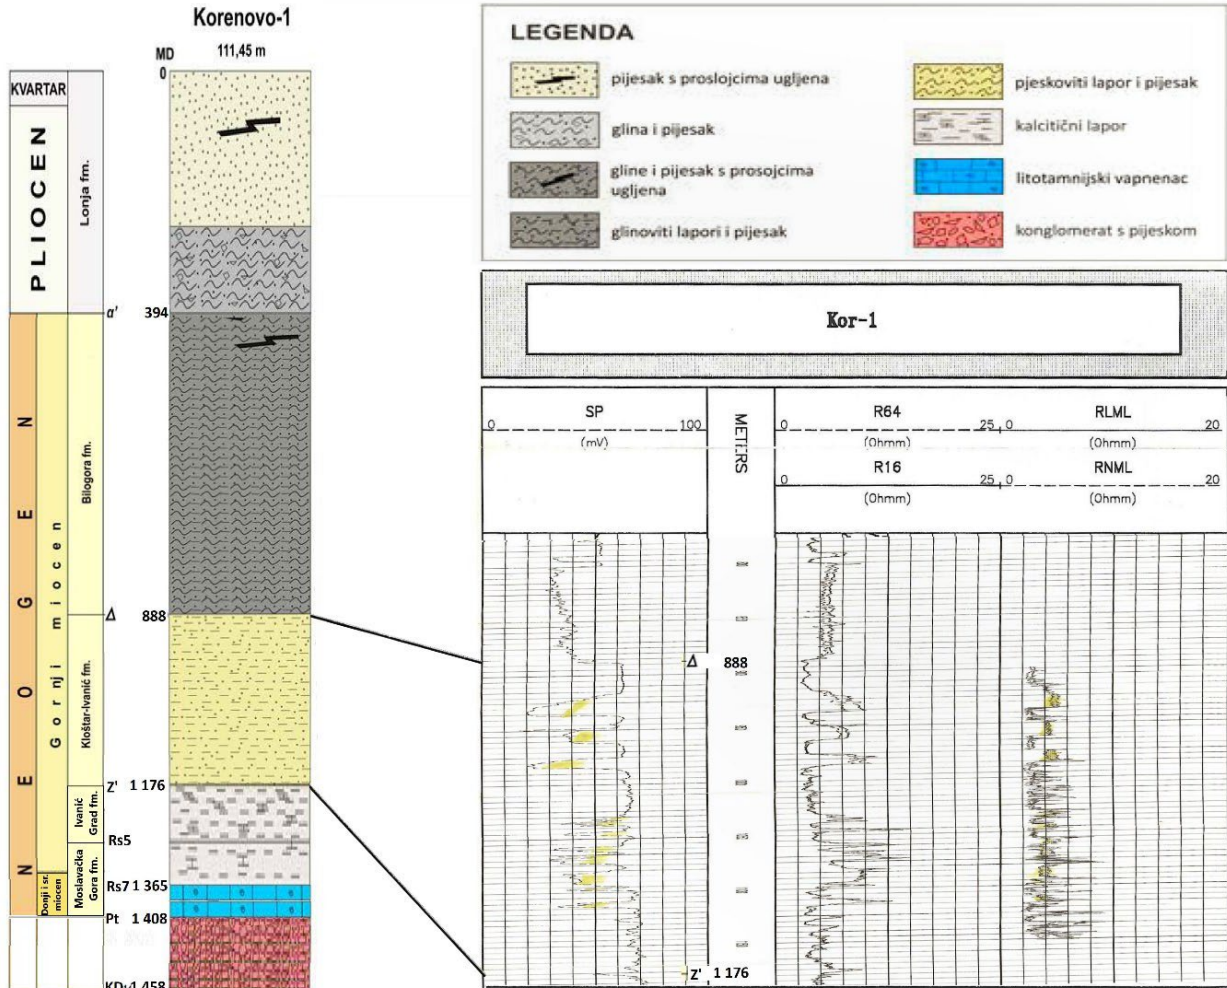 Korenovo-1
MD
111,45 m
0
KVARTAR
PLIOCEN
Lonja fm.
α'
394
NEOGEN
Gornji miocen
Bilogora fm.
Δ
888
Kloštar-Ivanić fm.
Z'
1 176
Ivanić
Grad fm.
Rs5
Moslavačka
Gora fm.
Rs7
1 365
Donji i sr.
miocen
Pt
1 408
1 458
LEGENDA
pijesak s proslojcima ugljena
glina i pijesak
gline i pijesak s prosojcima
ugljena
glinoviti lapori i pijesak
pjeskoviti lapor i pijesak
kalcitični lapor
litotamnijski vapnenac
konglomerat s pijeskom
Kor-1
SP
0
100
(mV)
METERS
R64
0
25
(Ohmm)
RLML
0
20
(Ohmm)
R16
0
25
(Ohmm)
RNML
0
20
(Ohmm)
Δ
888
Z'
1 176